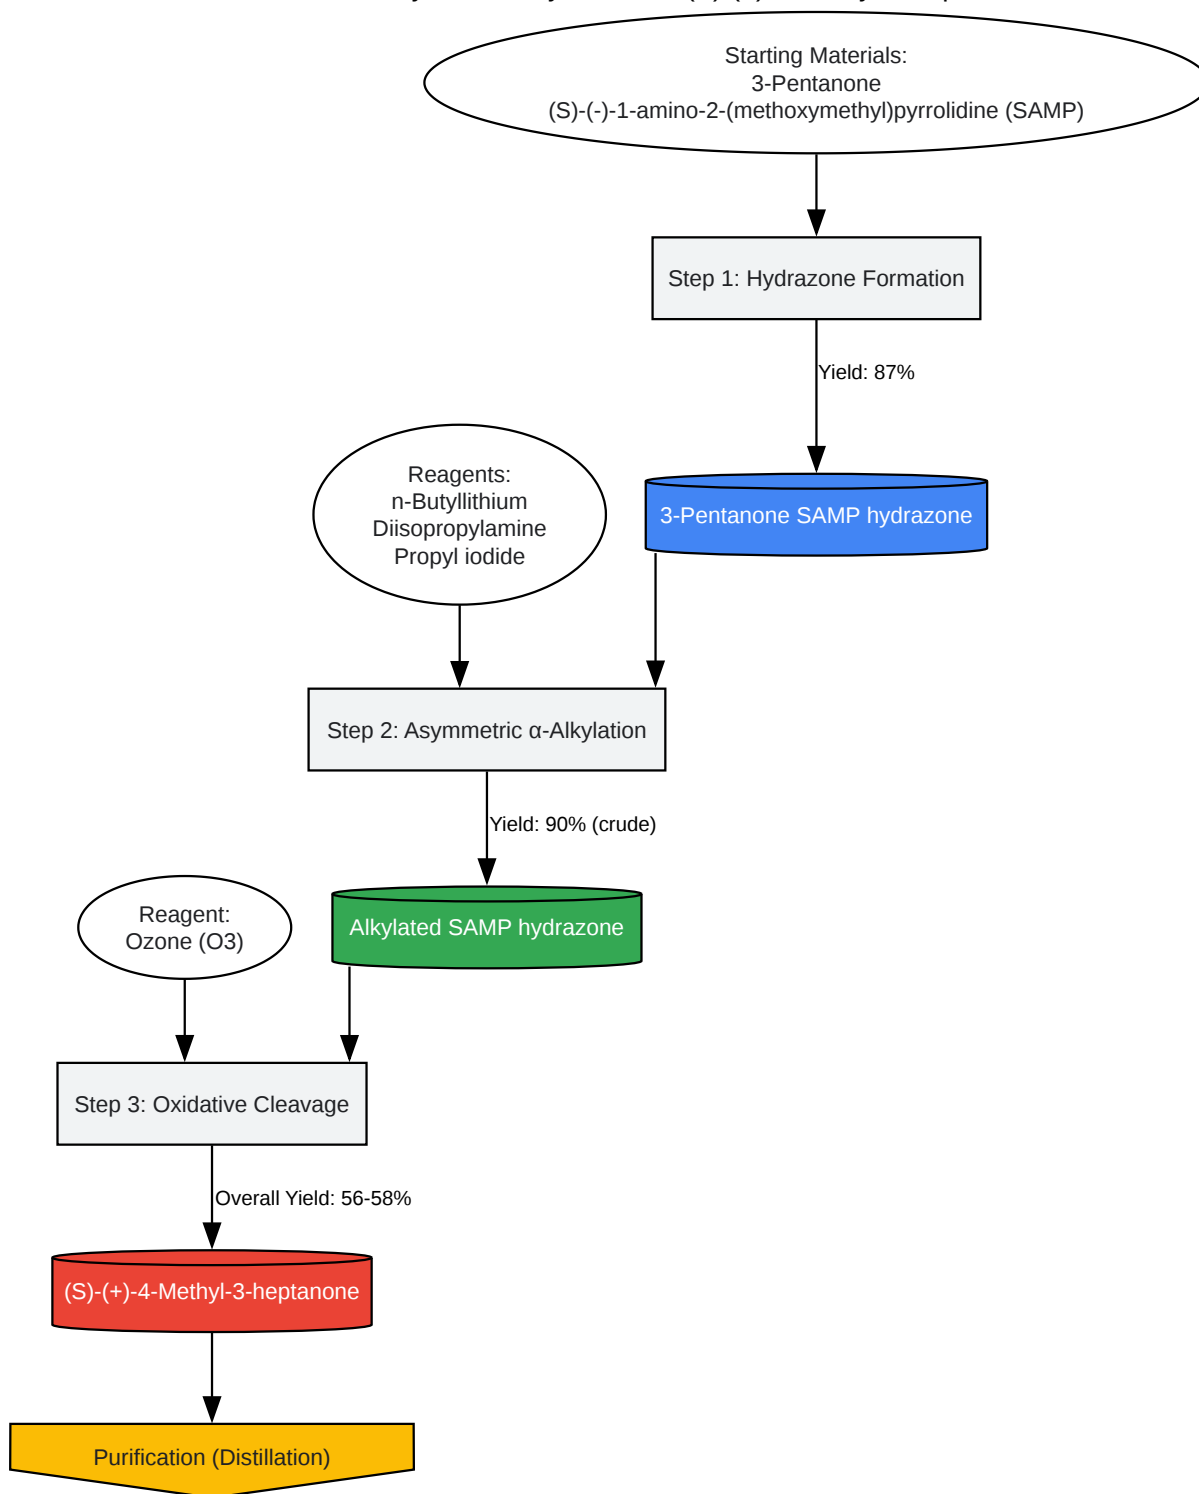 Starting Materials:
3-Pentanone
(S)-(-)-1-amino-2-(methoxymethyl)pyrrolidine (SAMP)
Step 1: Hydrazone Formation
Yield: 87%
Reagents:
n-Butyllithium
Diisopropylamine
Propyl iodide
3-Pentanone SAMP hydrazone
Step 2: Asymmetric α-Alkylation
Yield: 90% (crude)
Reagent:
Ozone (O3)
Alkylated SAMP hydrazone
Step 3: Oxidative Cleavage
Overall Yield: 56-58%
(S)-(+)-4-Methyl-3-heptanone
Purification (Distillation)